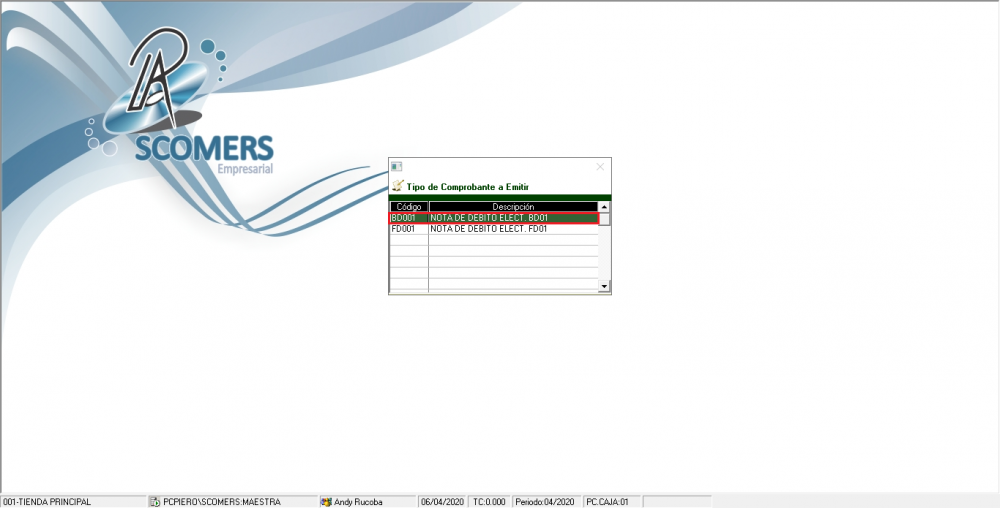 PA
SCOMERS
Empresarial
Tipo de Comprobante a Emitir
Código Descripción
BD001 NOTA DE DEBITO ELECT. BD01
FD001 NOTA DE DEBITO ELECT. FD01
001-TIENDA PRINCIPAL PCPIERO\SCOMERS:MAESTRA Andy Rucoba 06/04/2020 TC:0.000 Periodo:04/2020 PC.CAJA:01